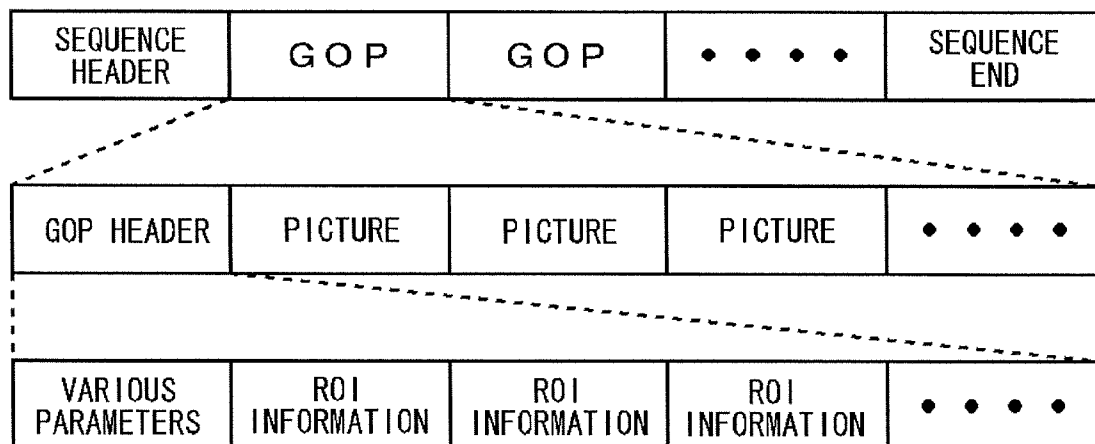 SEQUENCE HEADER
GOP
GOP
• • • •
SEQUENCE END
GOP HEADER
PICTURE
PICTURE
PICTURE
• • • •
VARIOUS PARAMETERS
ROI INFORMATION
ROI INFORMATION
ROI INFORMATION
• • • •